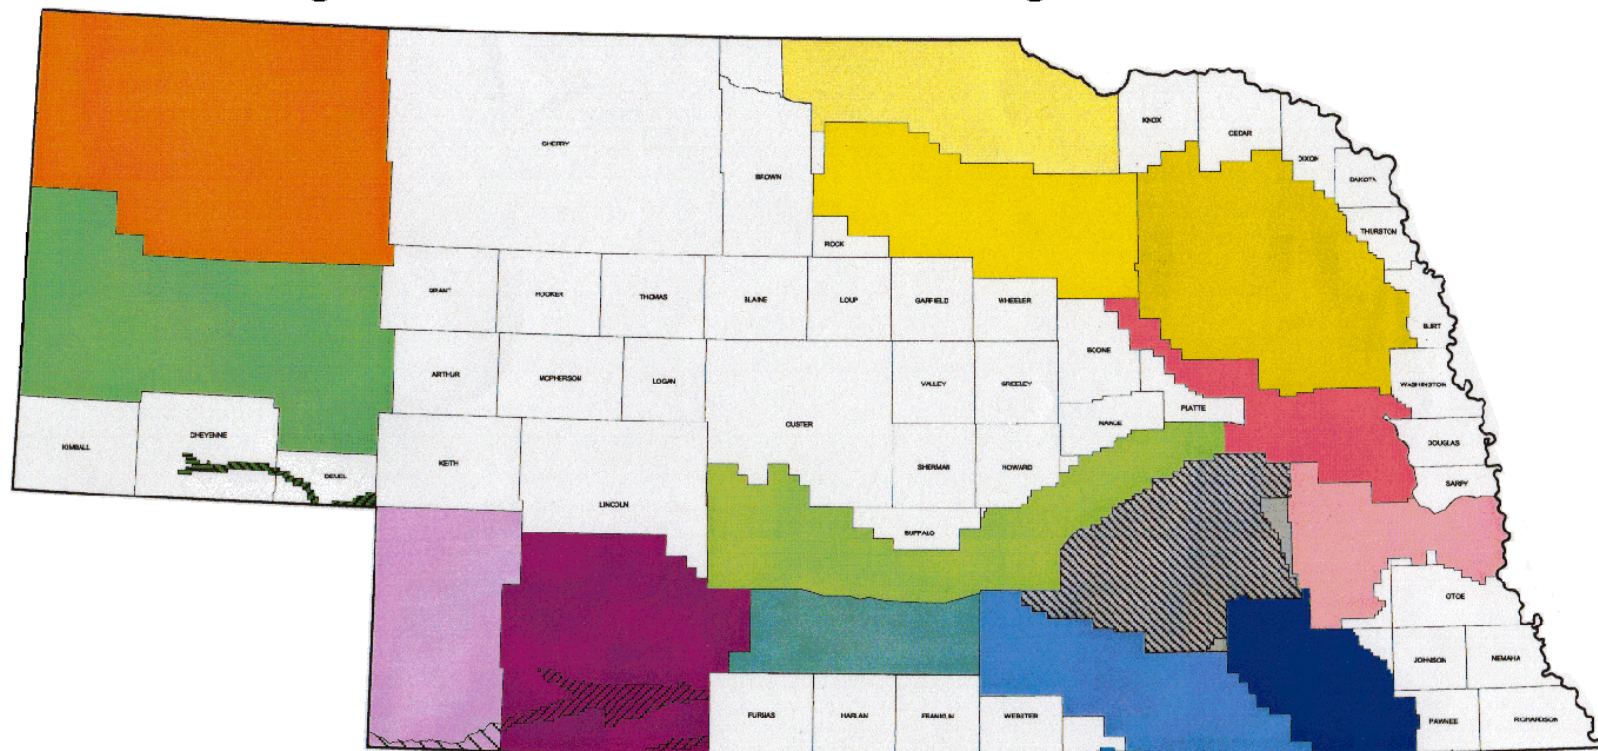 KNOX
CEDAR
CHERRY
DIXON
DAKOTA
BROWN
THURSTON
ROCK
GRANT
HOOKER
THOMAS
BLAINE
LOUP
GARFIELD
WHEELER
BURT
BOONE
ARTHUR
MCPHERSON
LOGAN
VALLEY
GREELEY
WASHINGTON
PLATTE
CUSTER
NANCE
CHEYENNE
DOUGLAS
KIMBALL
KEITH
SHERMAN
HOWARD
DEUEL
SARPY
LINCOLN
BUFFALO
OTOE
JOHNSON
NEMAHA
FURNAS
HARLAN
FRANKLIN
WEBSTER
PAWNEE
RICHARDSON